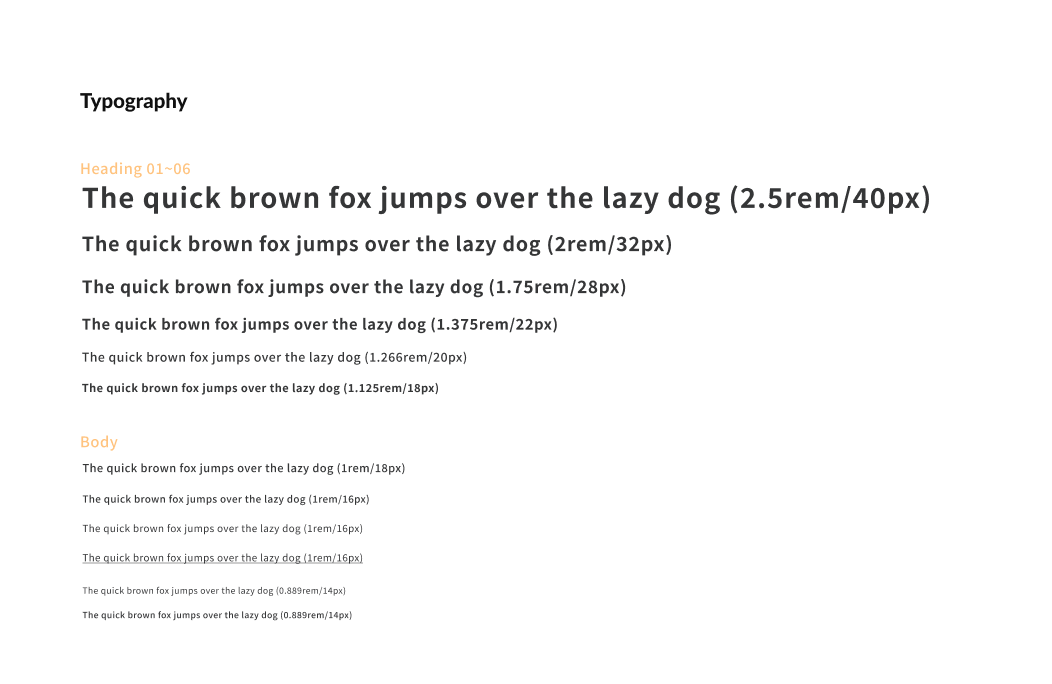 Typography
Heading 01~06
The quick brown fox jumps over the lazy dog (2.5rem/40px)
The quick brown fox jumps over the lazy dog (2rem/32px)
The quick brown fox jumps over the lazy dog (1.75rem/28px)
The quick brown fox jumps over the lazy dog (1.375rem/22px)
The quick brown fox jumps over the lazy dog (1.266rem/20px)
The quick brown fox jumps over the lazy dog (1.125rem/18px)
Body
The quick brown fox jumps over the lazy dog (1rem/18px)
The quick brown fox jumps over the lazy dog (1rem/16px)
The quick brown fox jumps over the lazy dog (1rem/16px)
The quick brown fox jumps over the lazy dog (1rem/16px)
The quick brown fox jumps over the lazy dog (0.889rem/14px)
The quick brown fox jumps over the lazy dog (0.889rem/14px)